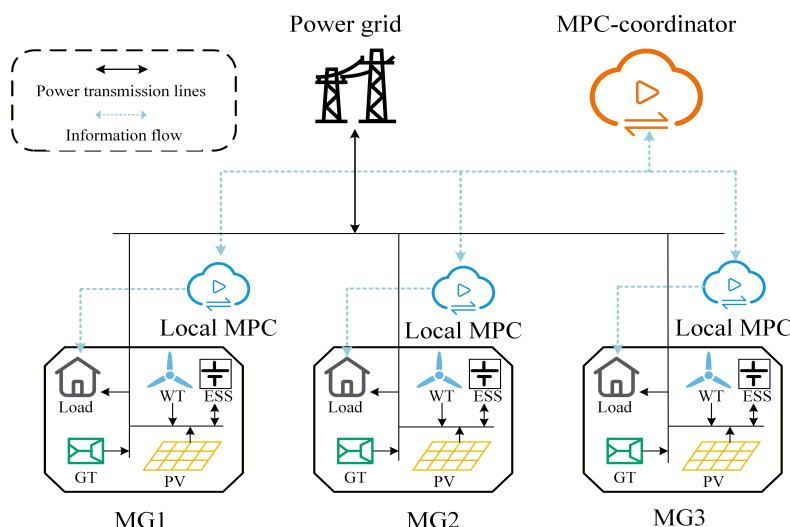 Power grid
MPC-coordinator
Power transmission lines
Information flow
Local MPC
Local MPC
Local MPC
Load
WT
ESS
GT
PV
Load
WT
ESS
GT
PV
Load
WT
ESS
GT
PV
MG1
MG2
MG3